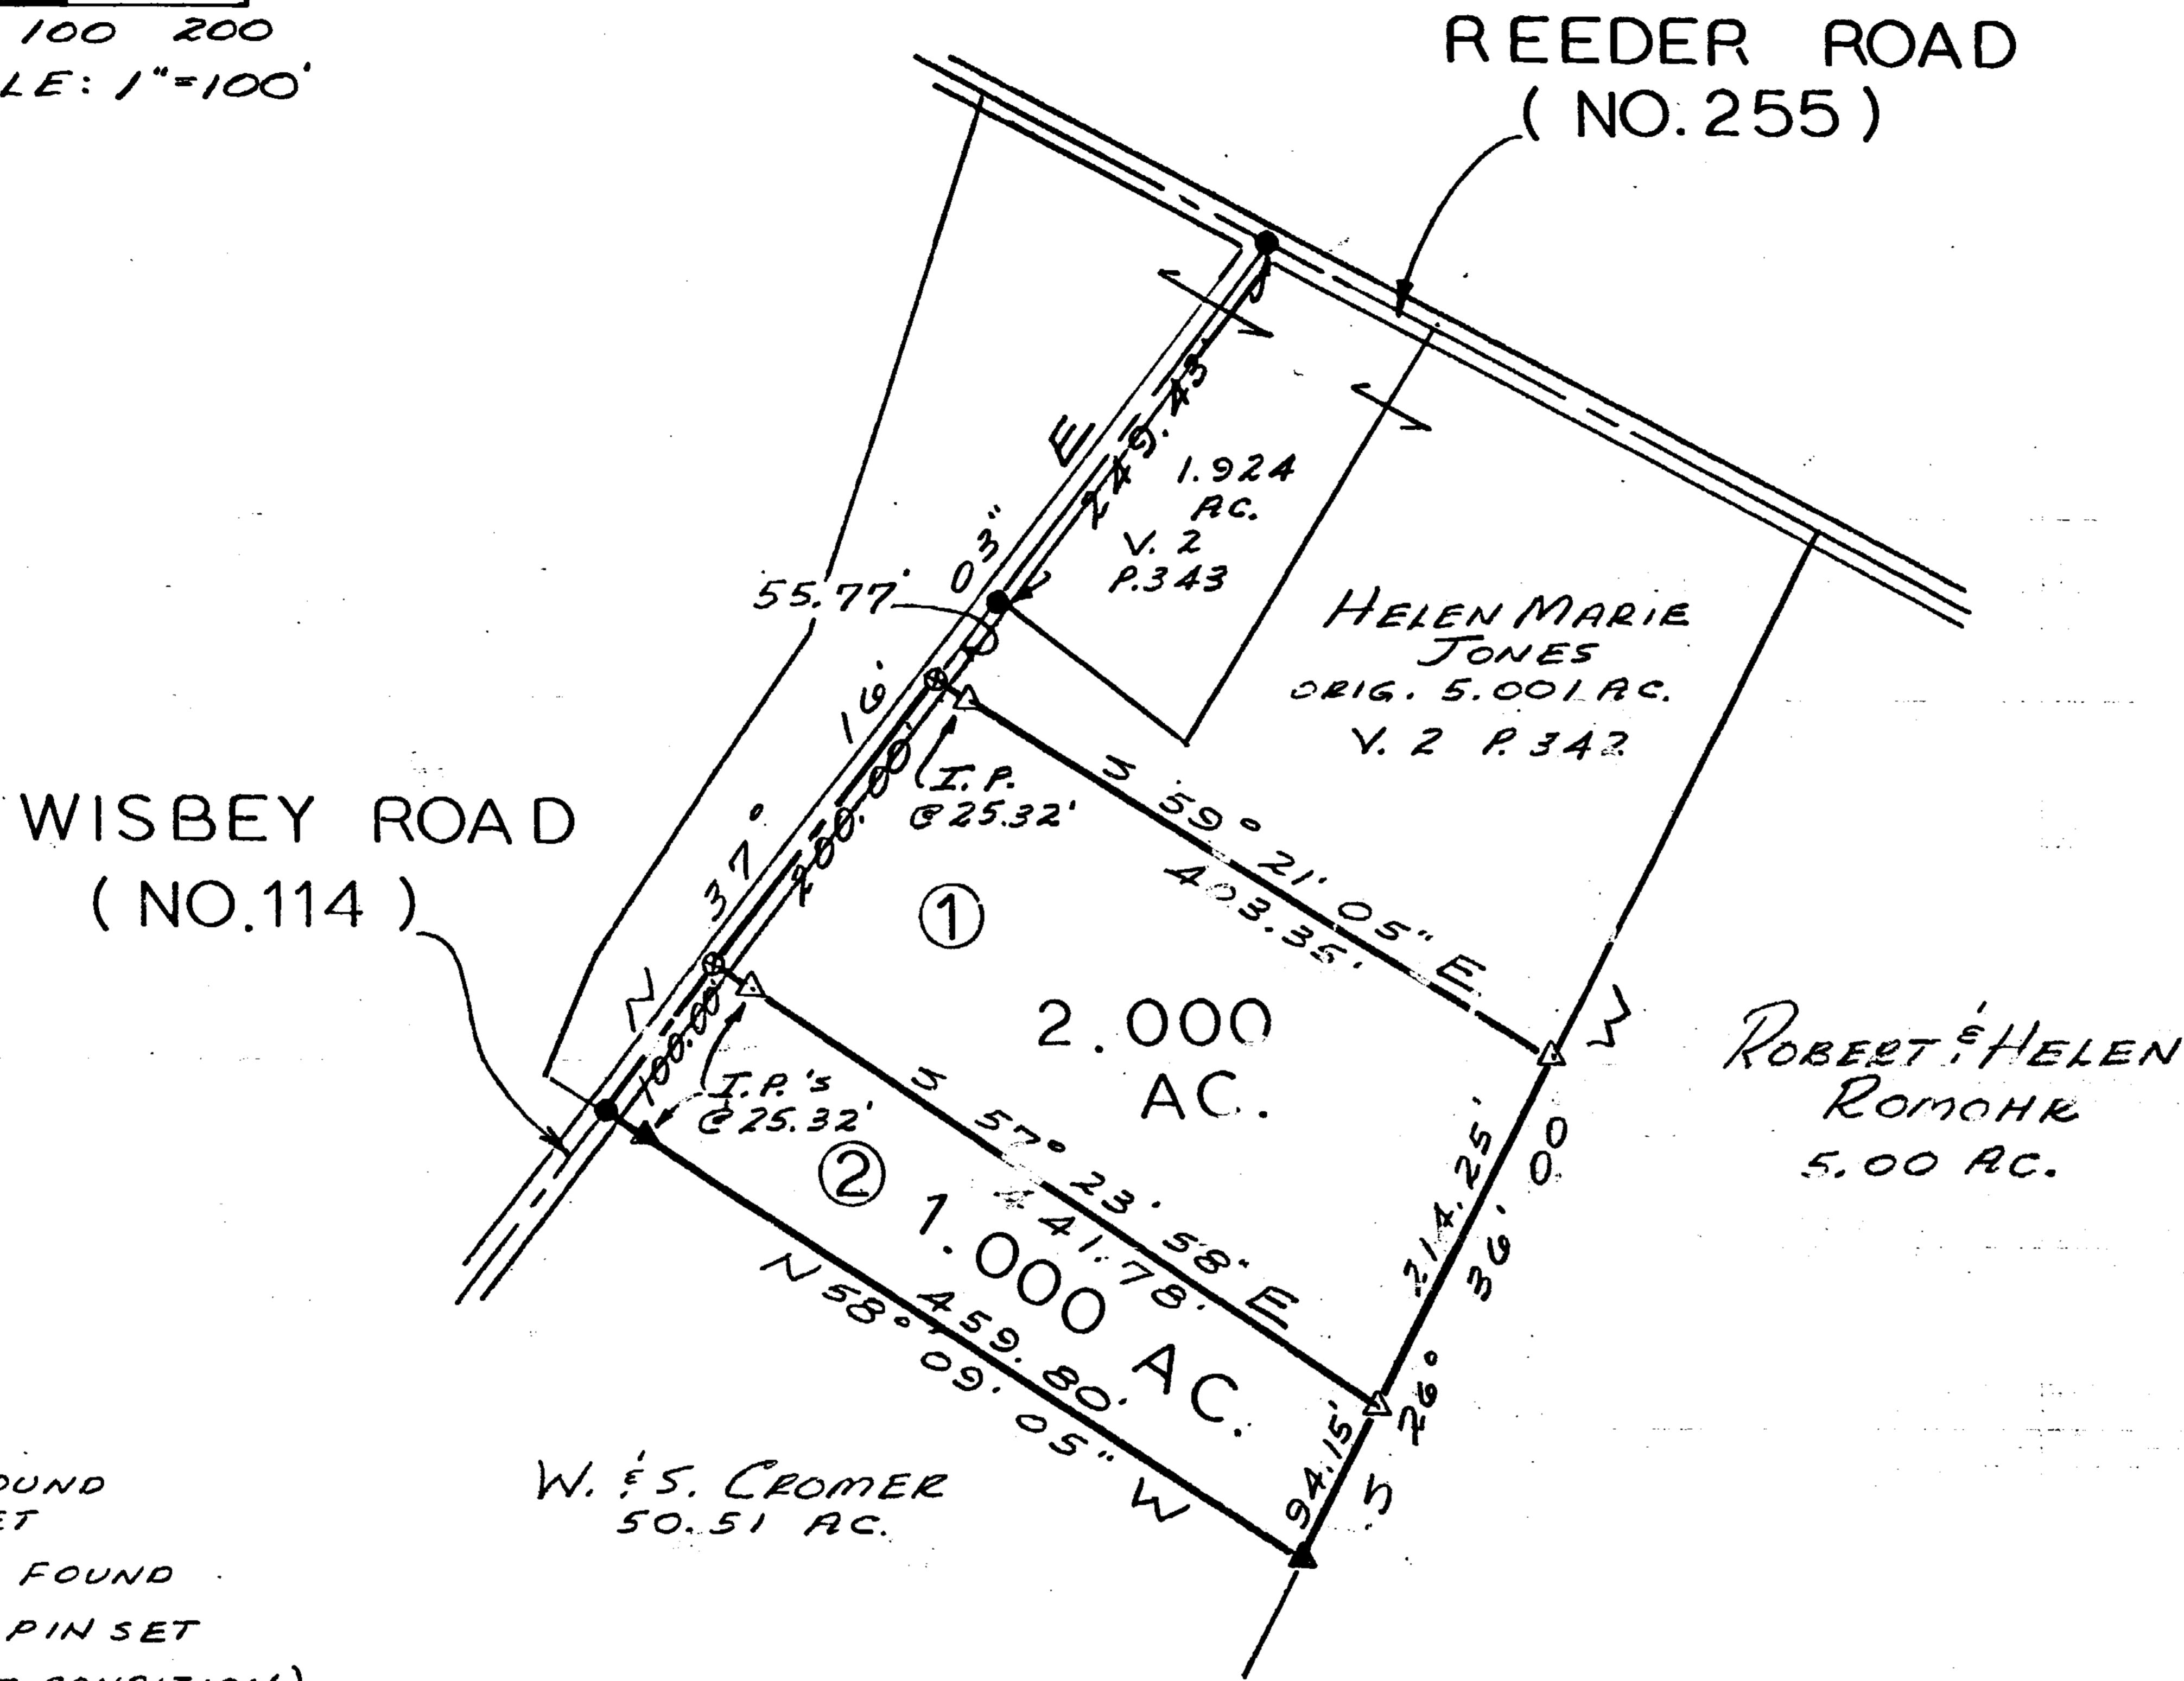 100 200
LE: 1"=100'
REEDER ROAD
( NO. 255 )
1.924
AC.
V. 2
P. 343
55.77'
HELEN MARIE
JONES
ORIG. 5.001 AC.
V. 2 P. 342
N 37° 16' 03" E
200.00'
I.P.
@ 25.32'
S 59° 21' 05" E
403.35'
WISBEY ROAD
( NO. 114 )
1
2.000
AC.
100.00'
I.P.'S
@ 25.32'
S 57° 23' 58" E
441.78'
ROBERT & HELEN
ROMOHR
5.00 AC.
214.25'
S 26° 36' 00
2
1.000 AC.
459.80'
N 58° 09' 05" W
94.15'
W. & S. CROMER
50.51 AC.
OUND
ET
FOUND
PIN SET